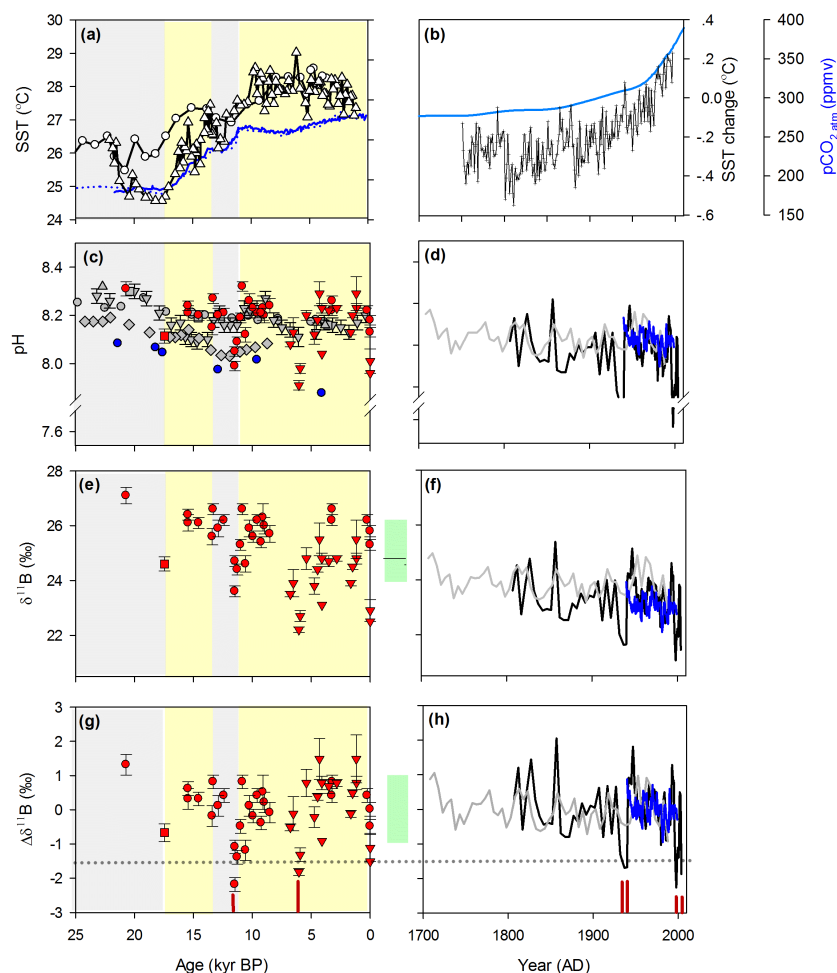 (a)
SST (°C)
30
29
28
27
26
25
24
(b)
.4
.2
0.0
-.2
-.4
-.6
SST change (°C)
400
350
300
250
200
150
pCO2,atm (ppmv)
(c)
pH
8.4
8.2
8.0
7.6
(d)
(e)
δ11B (‰)
28
26
24
22
(f)
(g)
Δδ11B (‰)
3
2
1
0
-1
-2
-3
25 20 15 10 5 0
Age (kyr BP)
(h)
1700 1800 1900 2000
Year (AD)